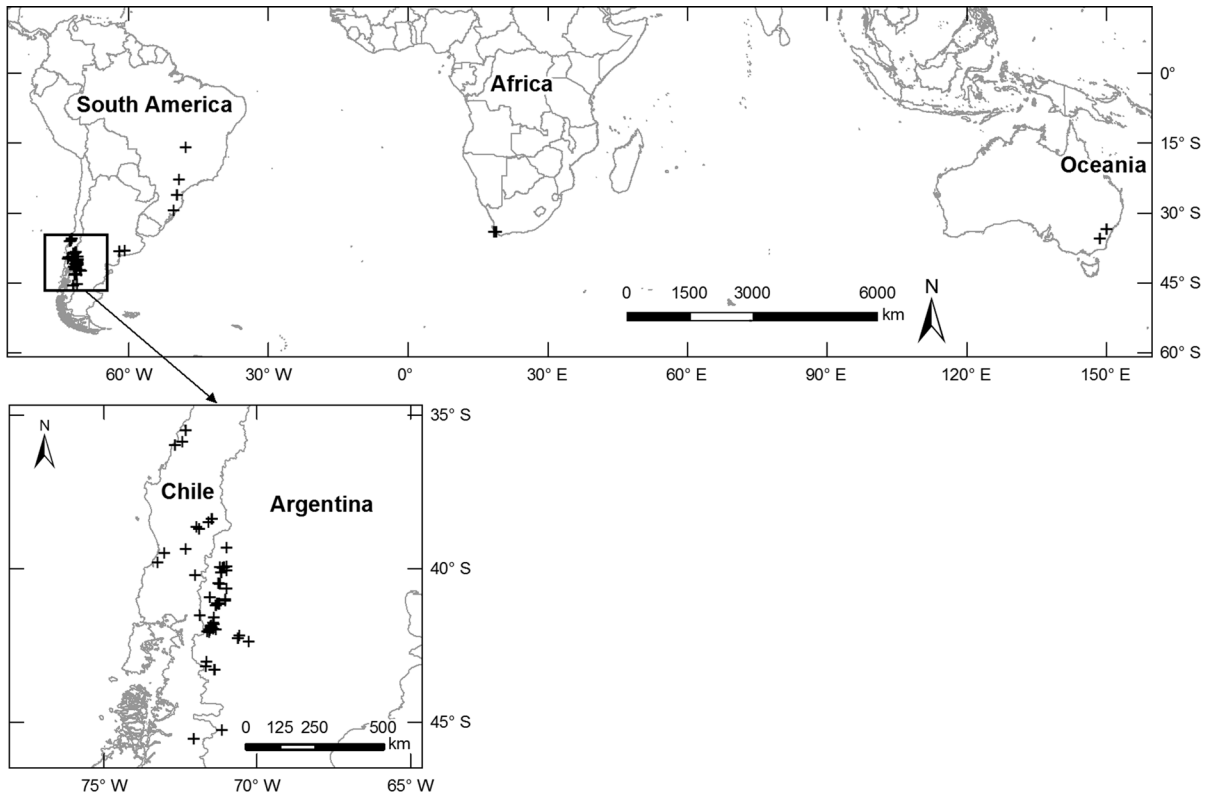 South America
Africa
Oceania
0°
15° S
30° S
45° S
60° S
0 1500 3000 6000
km
N
60° W 30° W 0° 30° E 60° E 90° E 120° E 150° E
N
Chile
Argentina
35° S
40° S
45° S
0 125 250 500
km
75° W 70° W 65° W